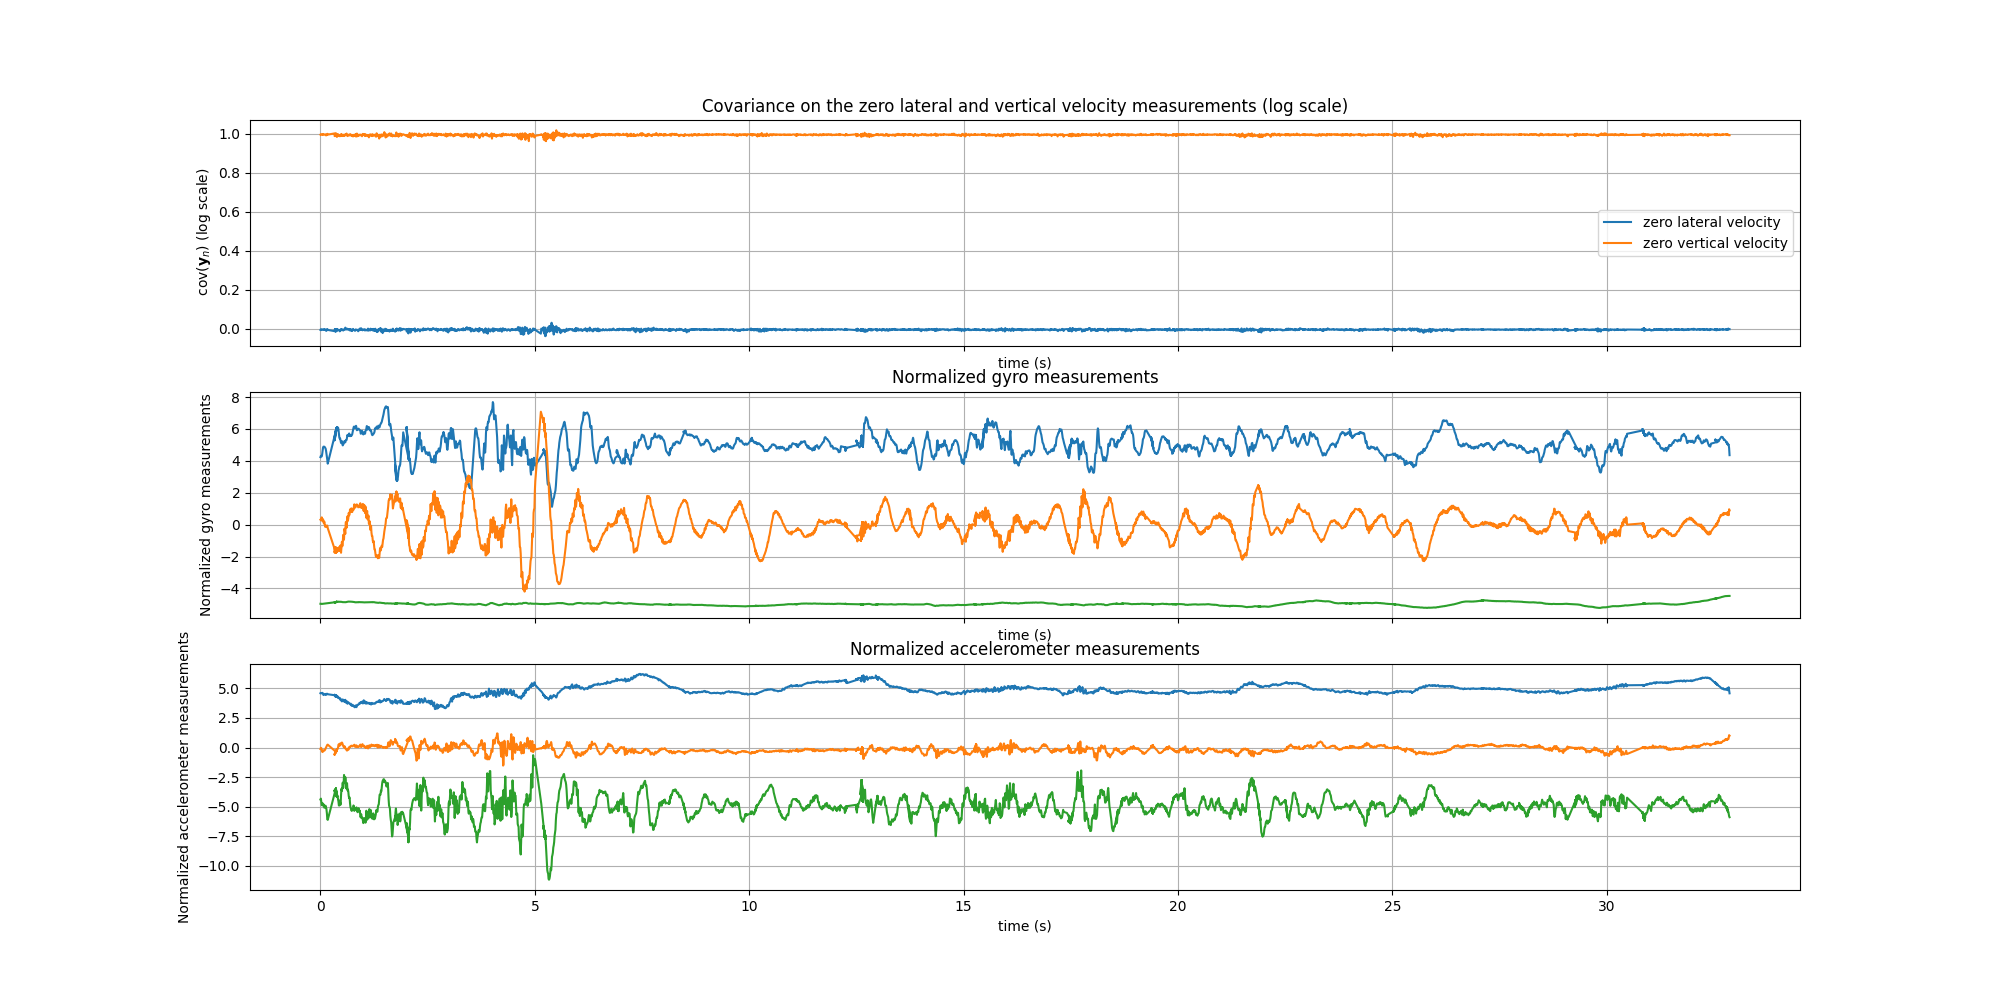 Covariance on the zero lateral and vertical velocity measurements (log scale)
cov(yₙ) (log scale)
1.0
0.8
0.6
0.4
0.2
0.0
zero lateral velocity
zero vertical velocity
time (s)
Normalized gyro measurements
Normalized gyro measurements
8
6
4
2
0
−2
−4
time (s)
Normalized accelerometer measurements
Normalized accelerometer measurements
5.0
2.5
0.0
−2.5
−5.0
−7.5
−10.0
0 5 10 15 20 25 30
time (s)